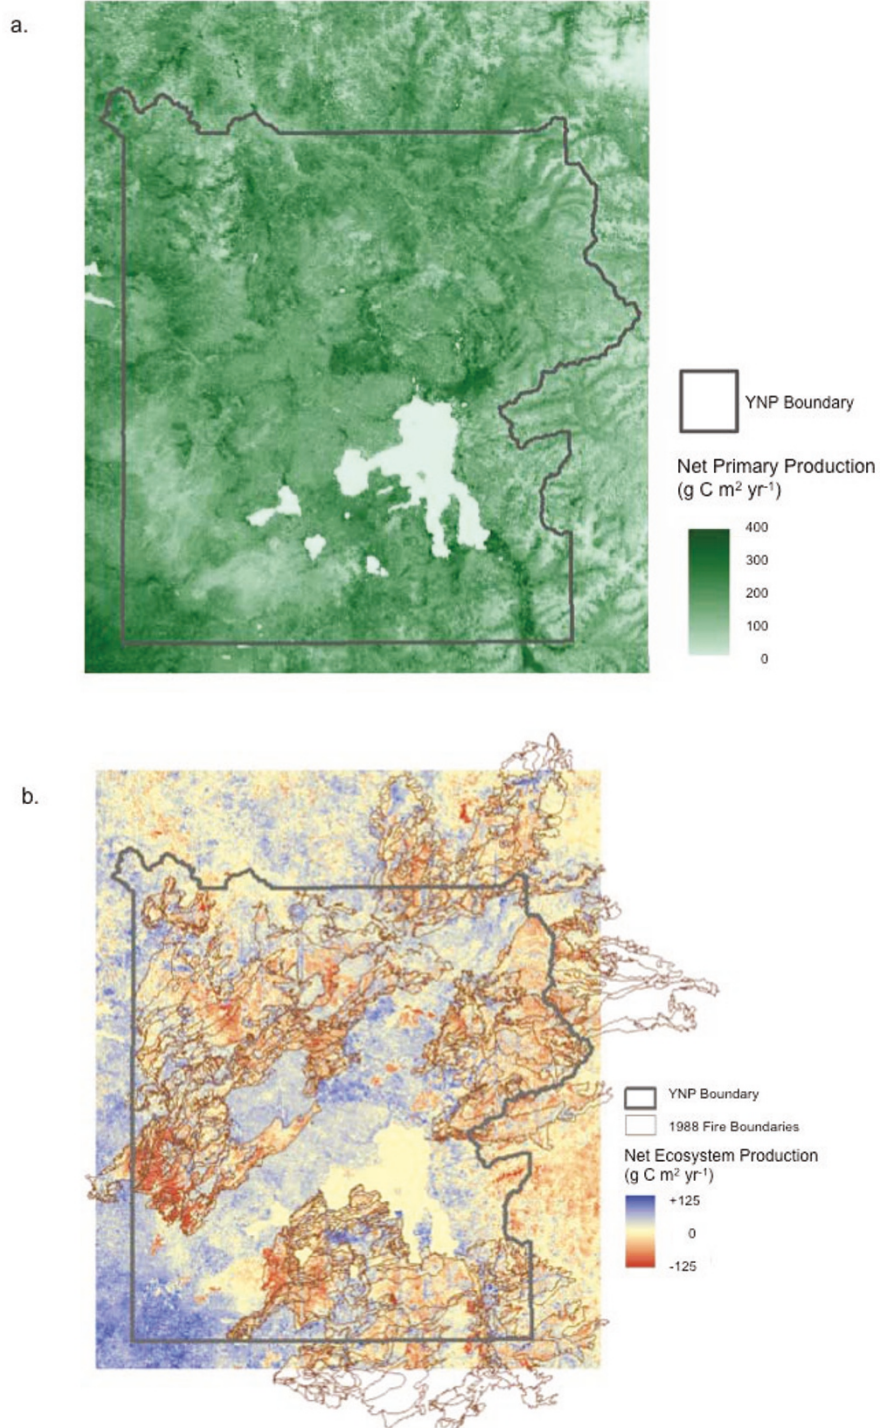 a.
YNP Boundary
Net Primary Production
(g C m² yr⁻¹)
400
300
200
100
0
b.
YNP Boundary
1988 Fire Boundaries
Net Ecosystem Production
(g C m² yr⁻¹)
+125
0
-125